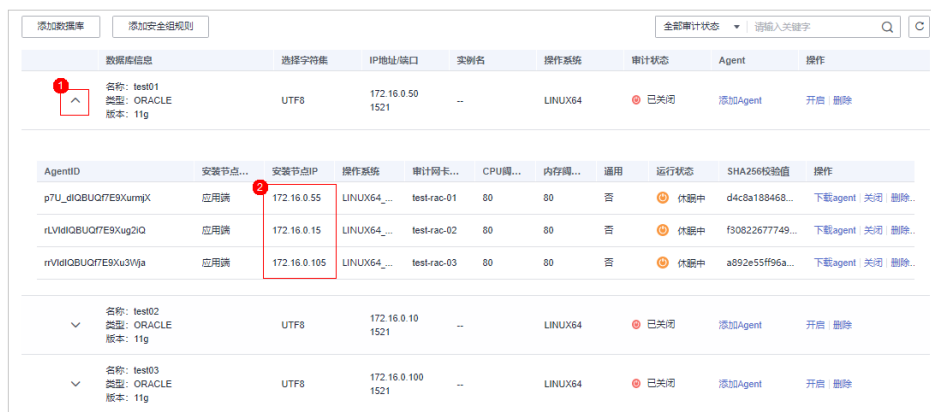 添加数据库 添加安全组规则 全部审计状态 请输入关键字
数据库信息 选择字符集 IP地址/端口 实例名 操作系统 审计状态 Agent 操作
1
名称: test01
类型: ORACLE
版本: 11g
UTF8
172.16.0.50
1521
--
LINUX64
已关闭
添加Agent
开启 删除
AgentID 安装节点... 安装节点IP 操作系统 审计网卡... CPU阈... 内存阈... 通用 运行状态 SHA256校验值 操作
2
p7U_dIQBUQf7E9XurmjX 应用端 172.16.0.55 LINUX64_... test-rac-01 80 80 否 休眠中 d4c8a188468... 下载agent 关闭 删除..
rLVIdIQBUQf7E9Xug2iQ 应用端 172.16.0.15 LINUX64_... test-rac-02 80 80 否 休眠中 f30822677749... 下载agent 关闭 删除..
rrVIdIQBUQf7E9Xu3Wja 应用端 172.16.0.105 LINUX64_... test-rac-03 80 80 否 休眠中 a892e55ff96a... 下载agent 关闭 删除..
名称: test02
类型: ORACLE
版本: 11g
UTF8
172.16.0.10
1521
--
LINUX64
已关闭
添加Agent
开启 删除
名称: test03
类型: ORACLE
版本: 11g
UTF8
172.16.0.100
1521
--
LINUX64
已关闭
添加Agent
开启 删除